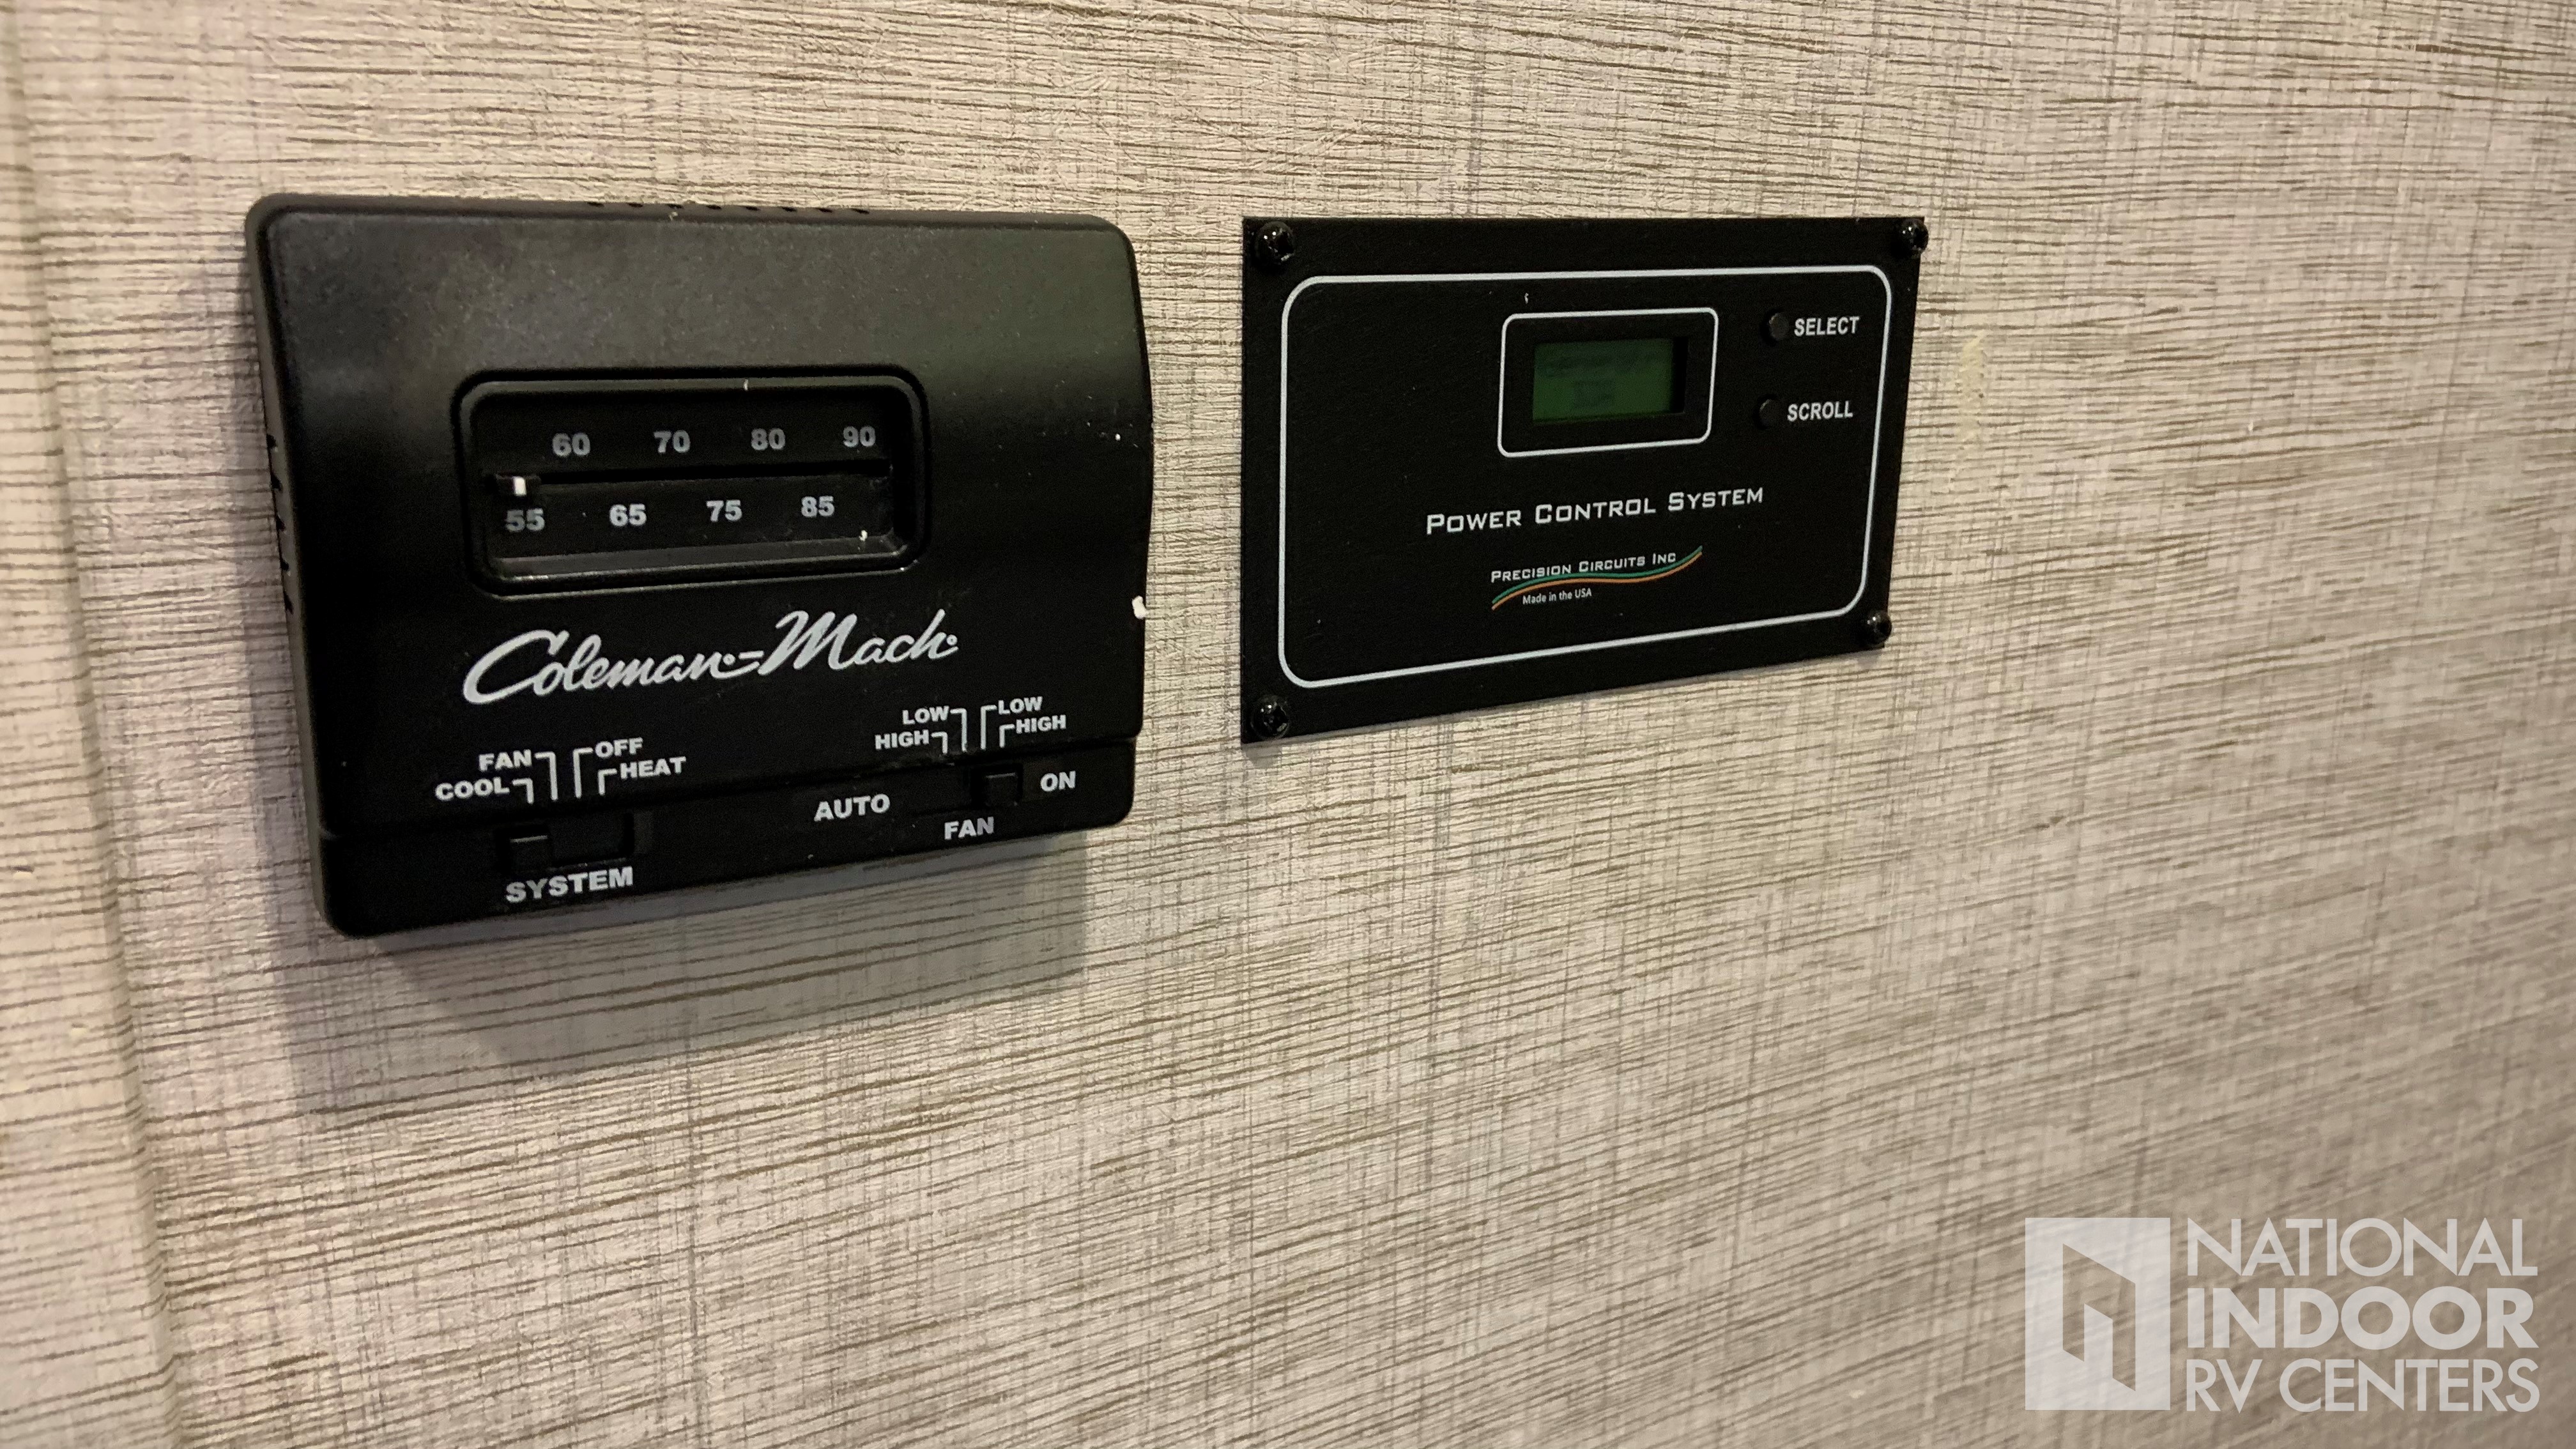 60 70 80 90
55 65 75 85
Coleman-Mach
FAN OFF
COOL HEAT
SYSTEM
LOW LOW
HIGH HIGH
AUTO ON
FAN
SELECT
SCROLL
POWER CONTROL SYSTEM
PRECISION CIRCUITS INC
Made in the USA
NATIONAL
INDOOR
RV CENTERS